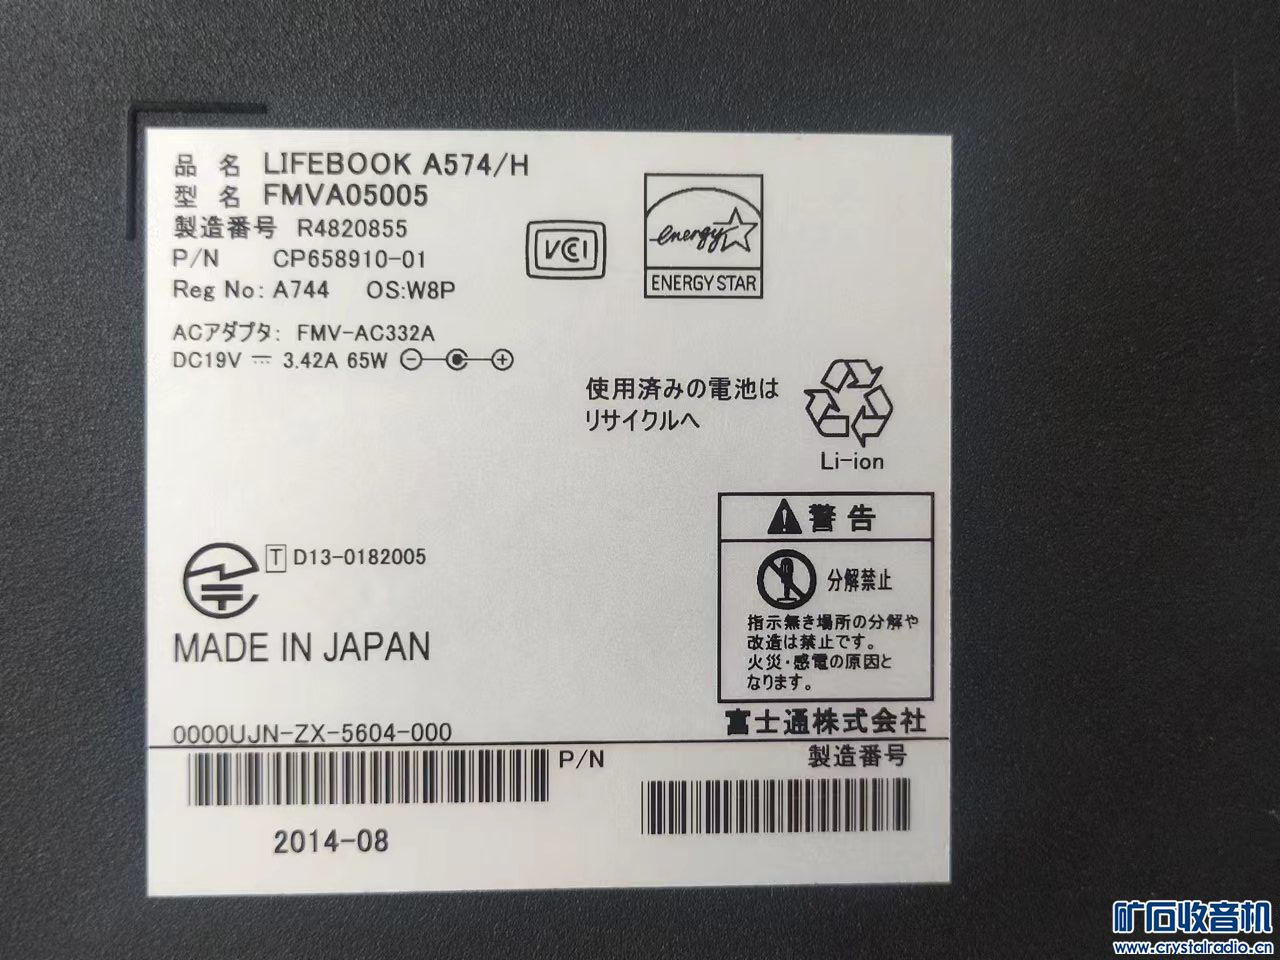 品 名 LIFEBOOK A574/H
型 名 FMVA05005
製造番号 R4820855
P/N CP658910-01
Reg No: A744 OS:W8P
ACアダプタ: FMV-AC332A
DC19V 3.42A 65W
VCCI
energy
ENERGY STAR
使用済みの電池は
リサイクルへ
Li-ion
警告
分解禁止
指示無き場所の分解や
改造は禁止です。
火災・感電の原因と
なります。
T D13-0182005
MADE IN JAPAN
富士通株式会社
0000UJN-ZX-5604-000
P/N
製造番号
2014-08
矿石收音机
www.crystalradio.cn